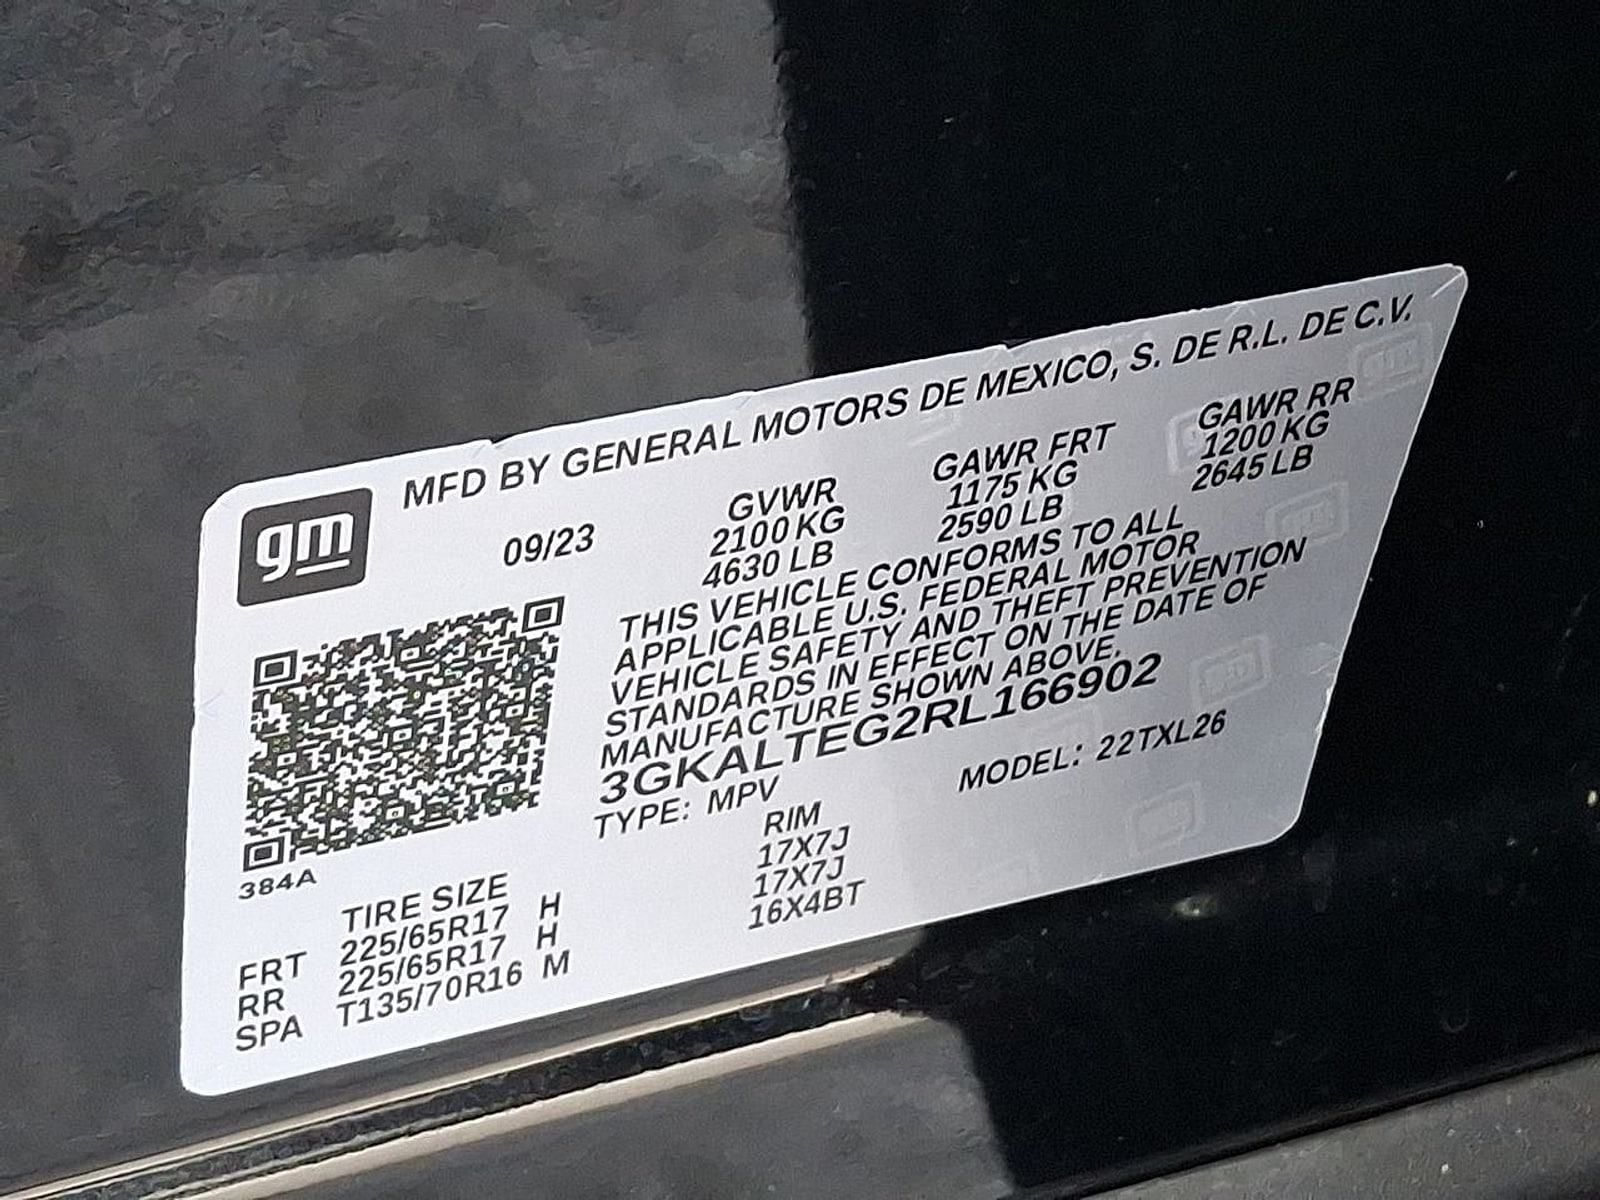 gm
MFD BY GENERAL MOTORS DE MEXICO, S. DE R.L. DE C.V.
09/23 GVWR GAWR FRT GAWR RR
2100 KG 1175 KG 1200 KG
4630 LB 2590 LB 2645 LB
THIS VEHICLE CONFORMS TO ALL
APPLICABLE U.S. FEDERAL MOTOR
VEHICLE SAFETY AND THEFT PREVENTION
STANDARDS IN EFFECT ON THE DATE OF
MANUFACTURE SHOWN ABOVE.
3GKALTEG2RL166902
TYPE: MPV MODEL: 22TXL26
384A
TIRE SIZE RIM
FRT 225/65R17 H 17X7J
RR 225/65R17 H 17X7J
SPA T135/70R16 M 16X4BT